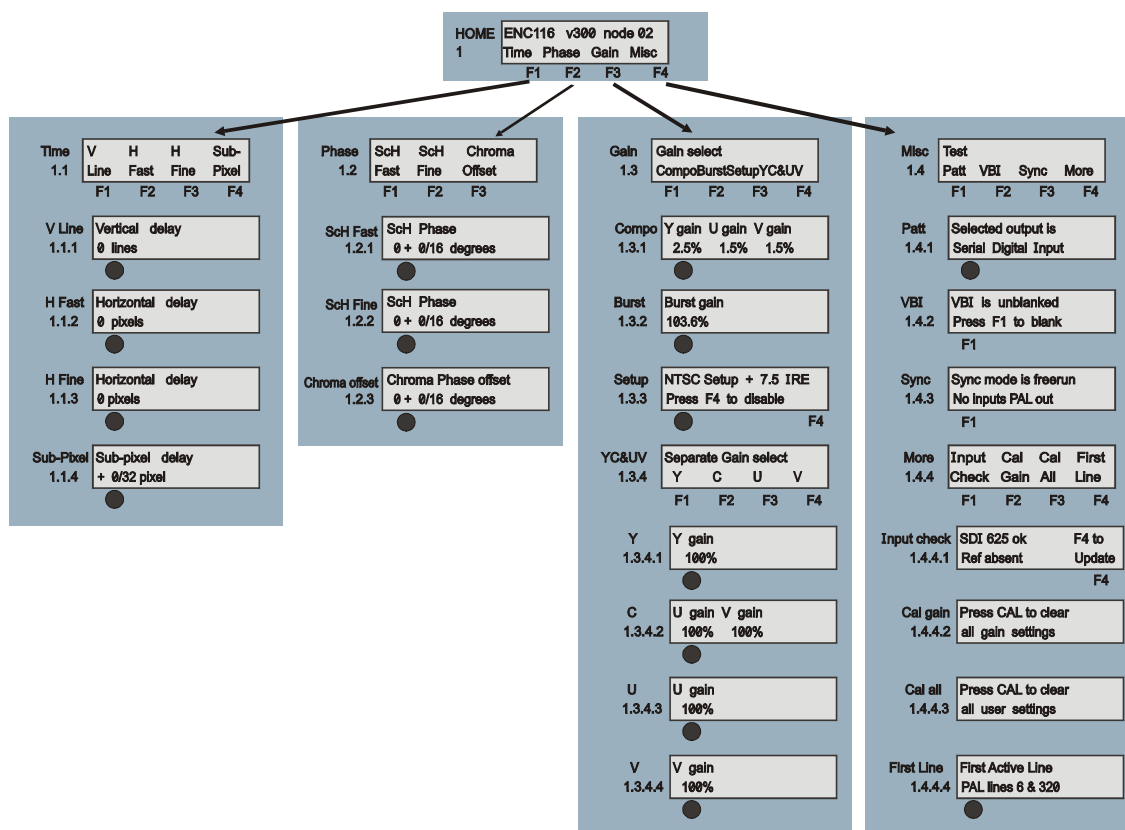 HOME ENC116 v300 node 02
1 Time Phase Gain Misc
F1 F2 F3 F4
Time V H H Sub-
1.1 Line Fast Fine Pixel
F1 F2 F3 F4
V Line Vertical delay
1.1.1 0 lines
H Fast Horizontal delay
1.1.2 0 pixels
H Fine Horizontal delay
1.1.3 0 pixels
Sub-Pixel Sub-pixel delay
1.1.4 + 0/32 pixel
Phase ScH ScH Chroma
1.2 Fast Fine Offset
F1 F2 F3
ScH Fast ScH Phase
1.2.1 0 + 0/16 degrees
ScH Fine ScH Phase
1.2.2 0 + 0/16 degrees
Chroma offset Chroma Phase offset
1.2.3 0 + 0/16 degrees
Gain Gain select
1.3 CompoBurstSetupYC&UV
F1 F2 F3 F4
Compo Y gain U gain V gain
1.3.1 2.5% 1.5% 1.5%
Burst Burst gain
1.3.2 103.6%
Setup NTSC Setup + 7.5 IRE
1.3.3 Press F4 to disable
F4
YC&UV Separate Gain select
1.3.4 Y C U V
F1 F2 F3 F4
Y Y gain
1.3.4.1 100%
C U gain V gain
1.3.4.2 100% 100%
U U gain
1.3.4.3 100%
V V gain
1.3.4.4 100%
Misc Test
1.4 Patt VBI Sync More
F1 F2 F3 F4
Patt Selected output is
1.4.1 Serial Digital Input
VBI VBI is unblanked
1.4.2 Press F1 to blank
F1
Sync Sync mode is freerun
1.4.3 No inputs PAL out
F1
More Input Cal Cal First
1.4.4 Check Gain All Line
F1 F2 F3 F4
Input check SDI 625 ok F4 to
1.4.4.1 Ref absent Update
F4
Cal gain Press CAL to clear
1.4.4.2 all gain settings
Cal all Press CAL to clear
1.4.4.3 all user settings
First Line First Active Line
1.4.4.4 PAL lines 6 & 320